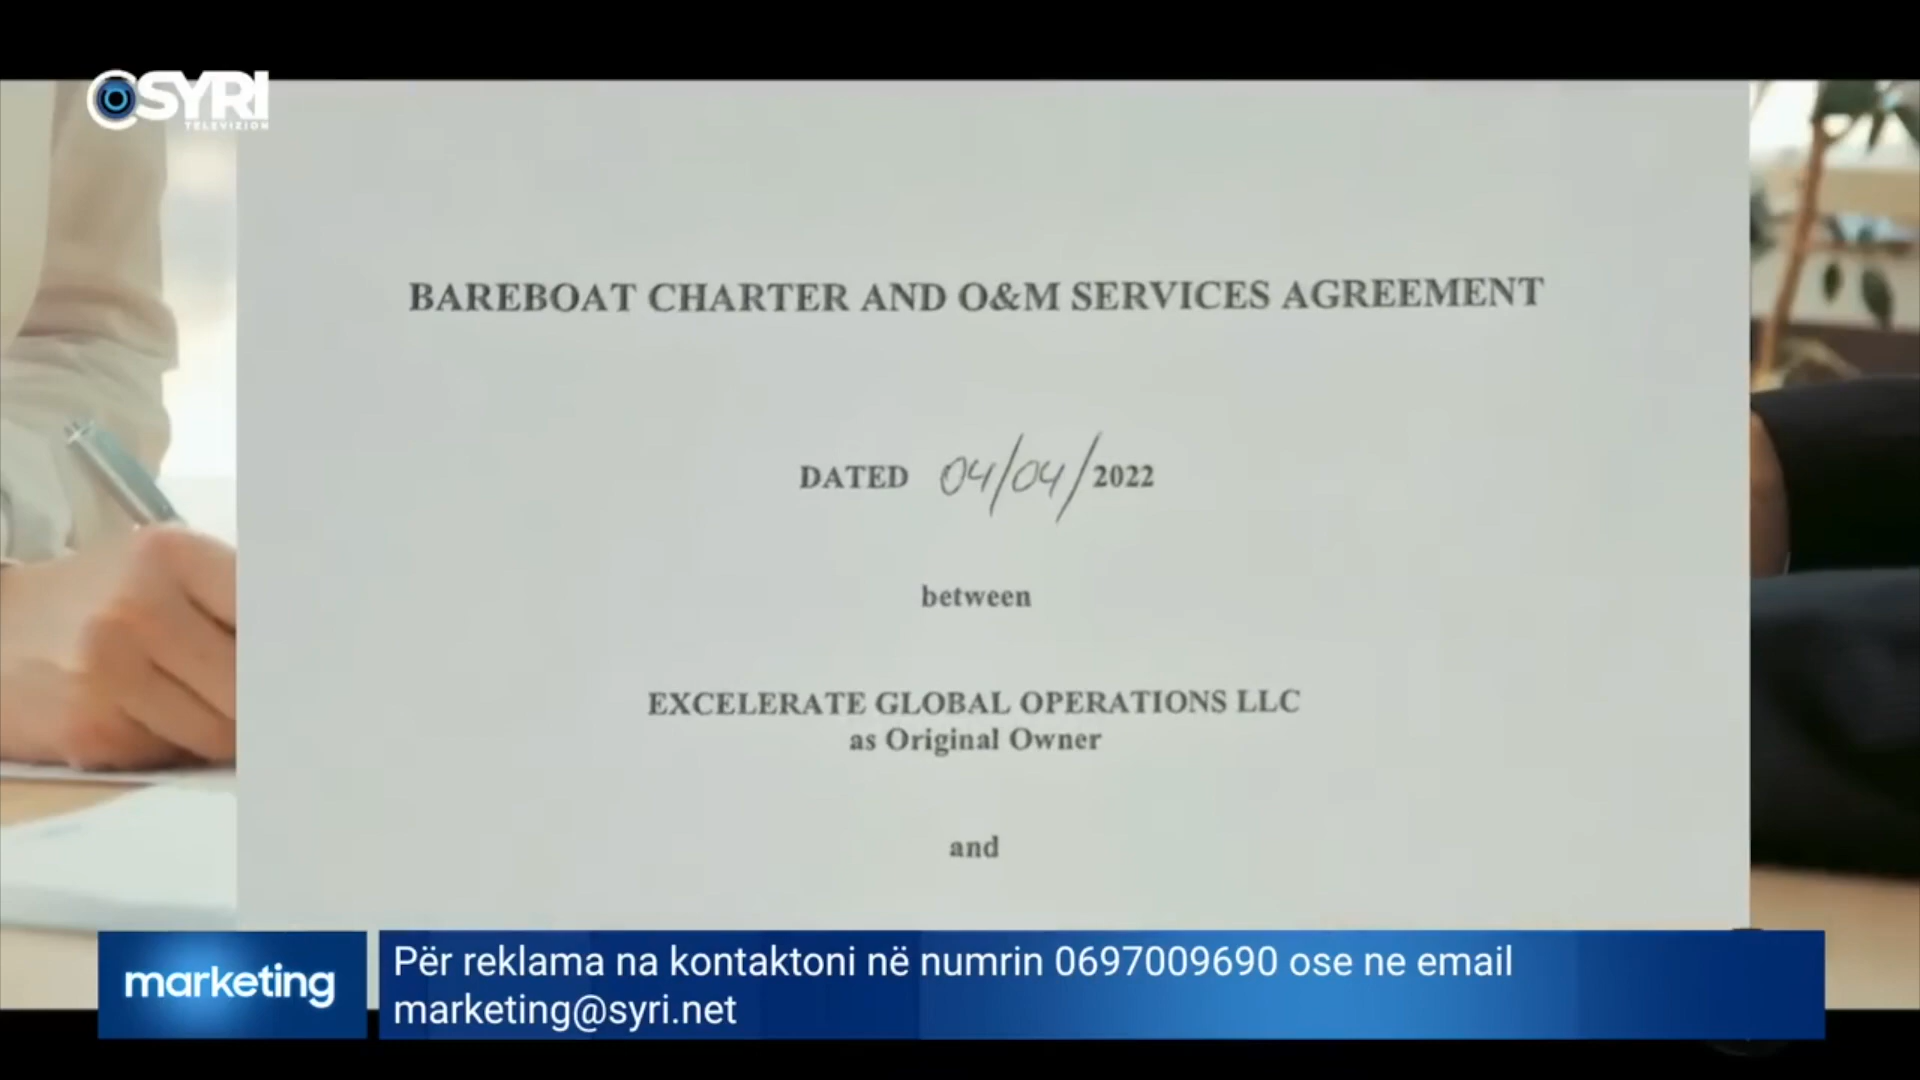 SYRI
TELEVIZION
BAREBOAT CHARTER AND O&M SERVICES AGREEMENT
DATED 04/04/2022
between
EXCELERATE GLOBAL OPERATIONS LLC
as Original Owner
and
marketing
Për reklama na kontaktoni në numrin 0697009690 ose ne email
marketing@syri.net